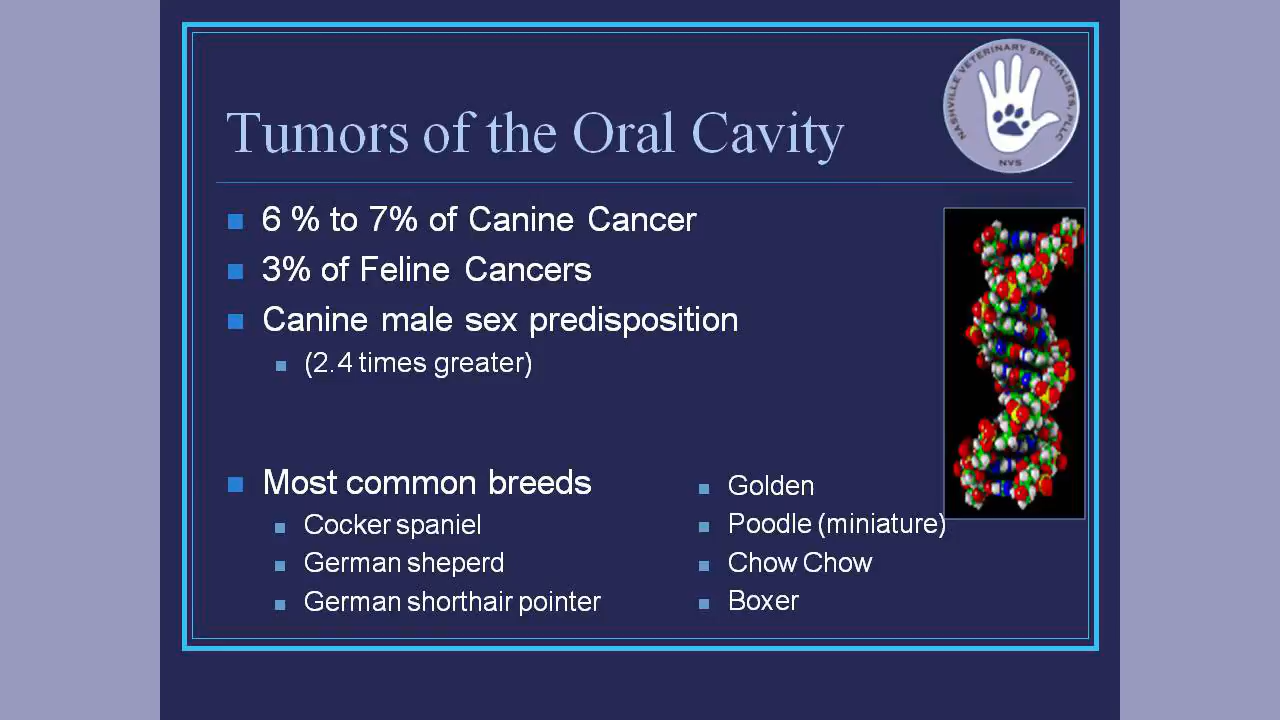 NASHVILLE VETERINARY SPECIALISTS, PLLC
NVS
Tumors of the Oral Cavity
6 % to 7% of Canine Cancer
3% of Feline Cancers
Canine male sex predisposition
(2.4 times greater)
Most common breeds
Cocker spaniel
German sheperd
German shorthair pointer
Golden
Poodle (miniature)
Chow Chow
Boxer